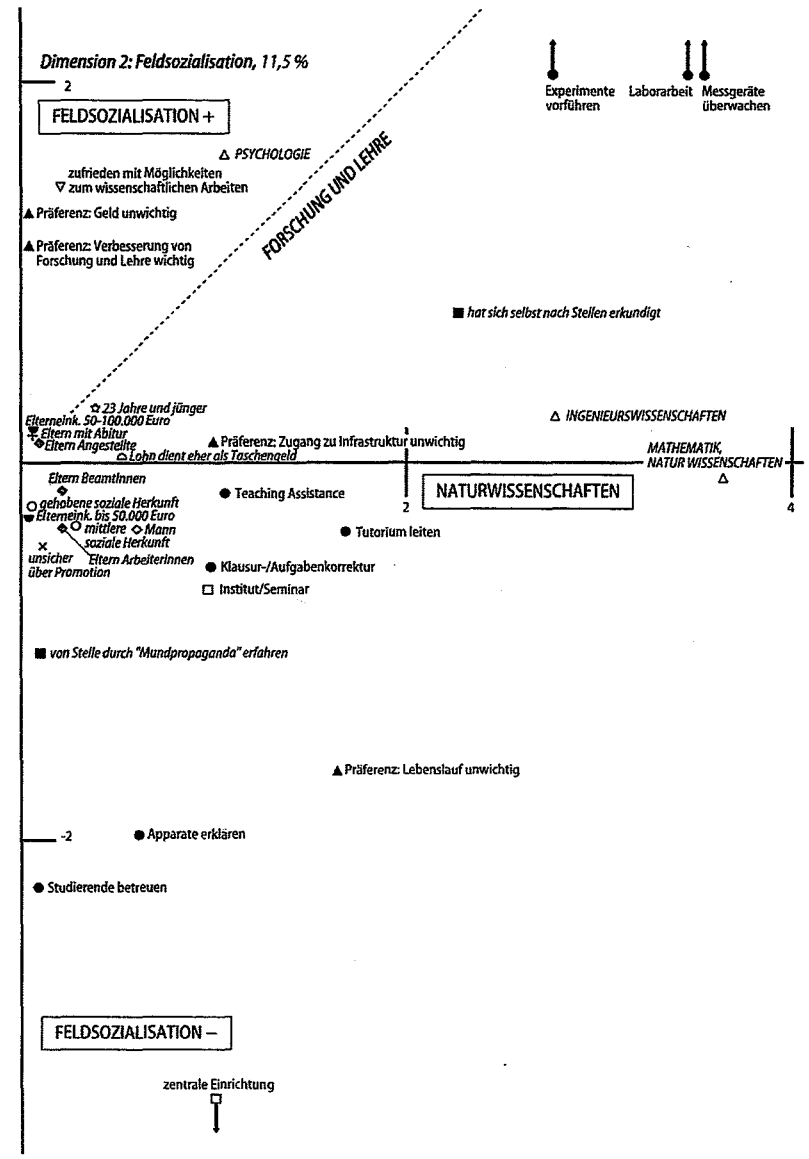 Dimension 2: Feldsozialisation, 11,5 %
2
FELDSOZIALISATION +
Experimente
vorführen
Laborarbeit
Messgeräte
überwachen
PSYCHOLOGIE
zufrieden mit Möglichkeiten
zum wissenschaftlichen Arbeiten
FORSCHUNG UND LEHRE
Präferenz: Geld unwichtig
Präferenz: Verbesserung von
Forschung und Lehre wichtig
hat sich selbst nach Stellen erkundigt
23 Jahre und jünger
Elterneink. 50-100.000 Euro
INGENIEURSWISSENSCHAFTEN
Eltern mit Abitur
Eltern Angestellte
Präferenz: Zugang zu Infrastruktur unwichtig
Lohn dient eher als Taschengeld
MATHEMATIK,
NATUR WISSENSCHAFTEN
Eltern BeamtInnen
Teaching Assistance
2
NATURWISSENSCHAFTEN
4
gehobene soziale Herkunft
Elterneink. bis 50.000 Euro
mittlere
soziale Herkunft
Mann
Tutorium leiten
unsicher
über Promotion
Eltern ArbeiterInnen
Klausur-/Aufgabenkorrektur
Institut/Seminar
von Stelle durch "Mundpropaganda" erfahren
Präferenz: Lebenslauf unwichtig
-2
Apparate erklären
Studierende betreuen
FELDSOZIALISATION –
zentrale Einrichtung